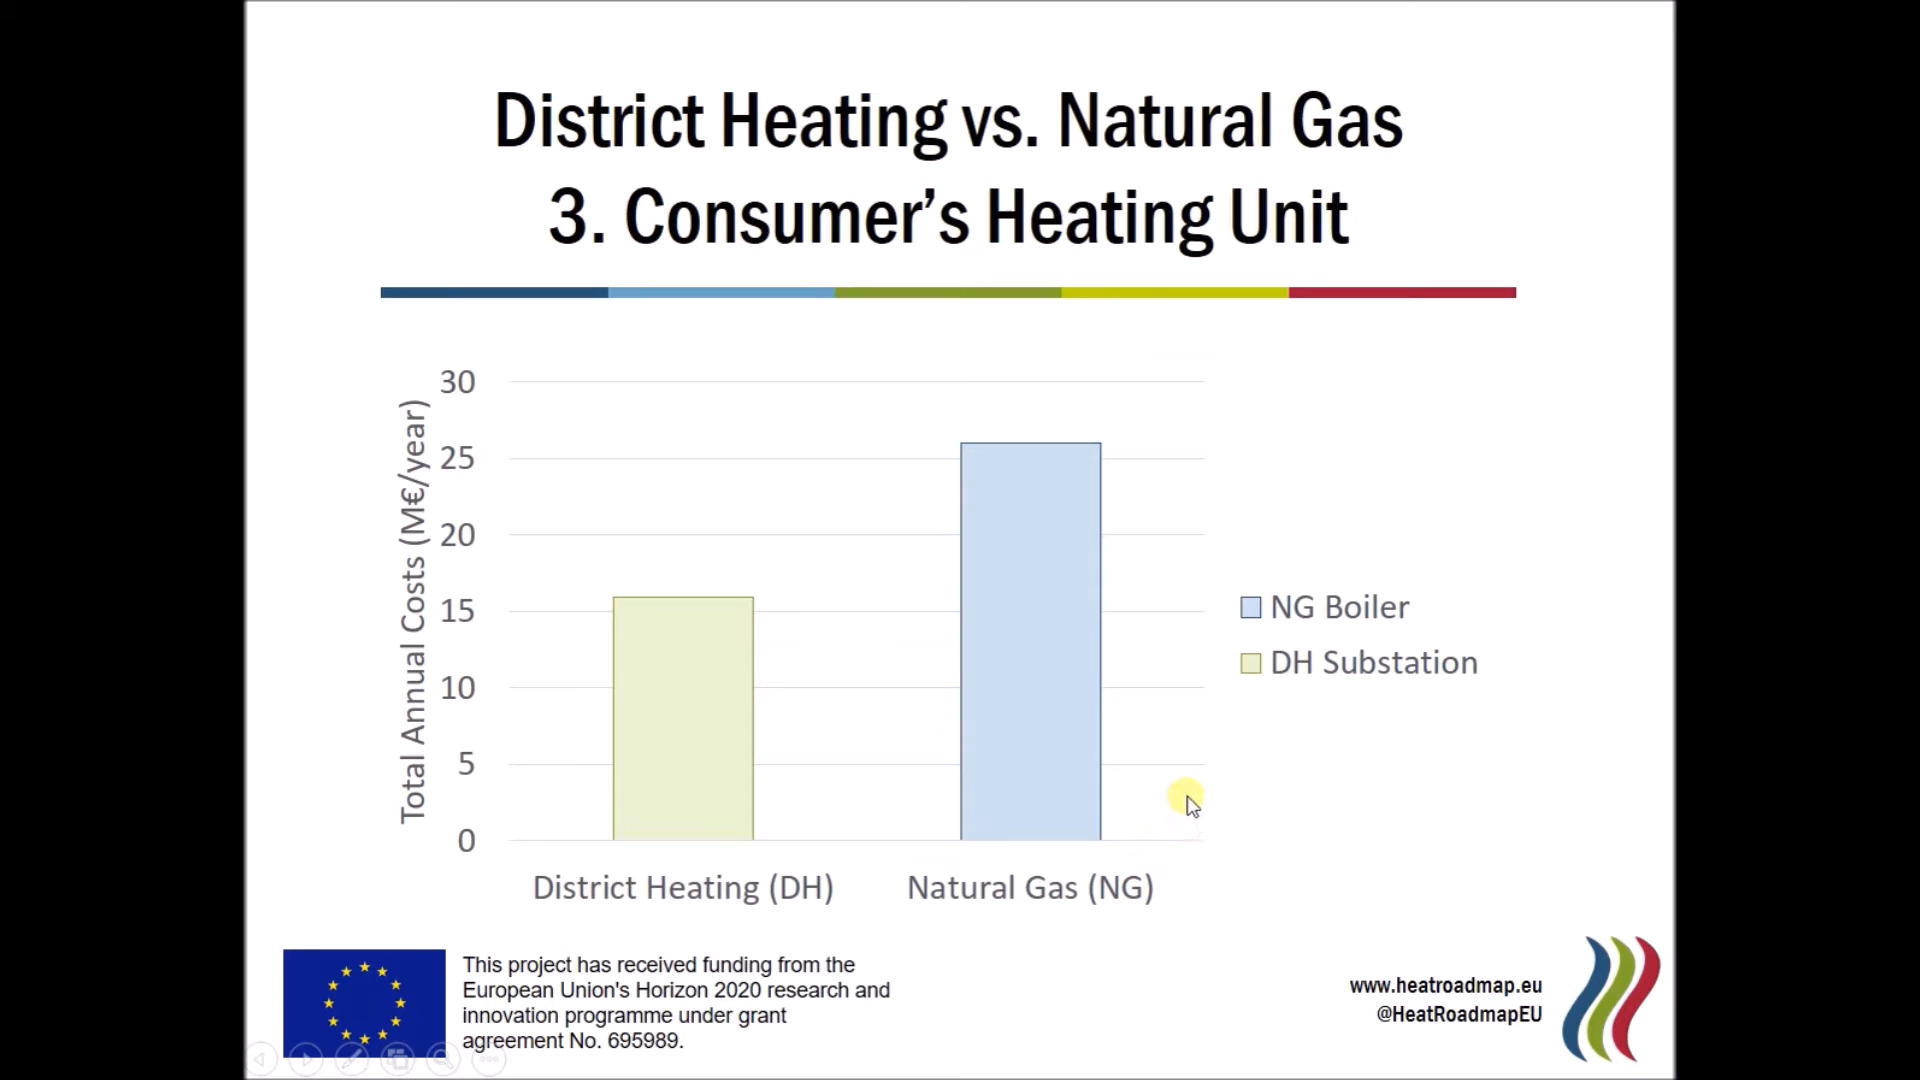 District Heating vs. Natural Gas
3. Consumer’s Heating Unit
Total Annual Costs (M€/year)
30
25
20
15
10
5
0
District Heating (DH)
Natural Gas (NG)
NG Boiler
DH Substation
This project has received funding from the
European Union's Horizon 2020 research and
innovation programme under grant
agreement No. 695989.
www.heatroadmap.eu
@HeatRoadmapEU